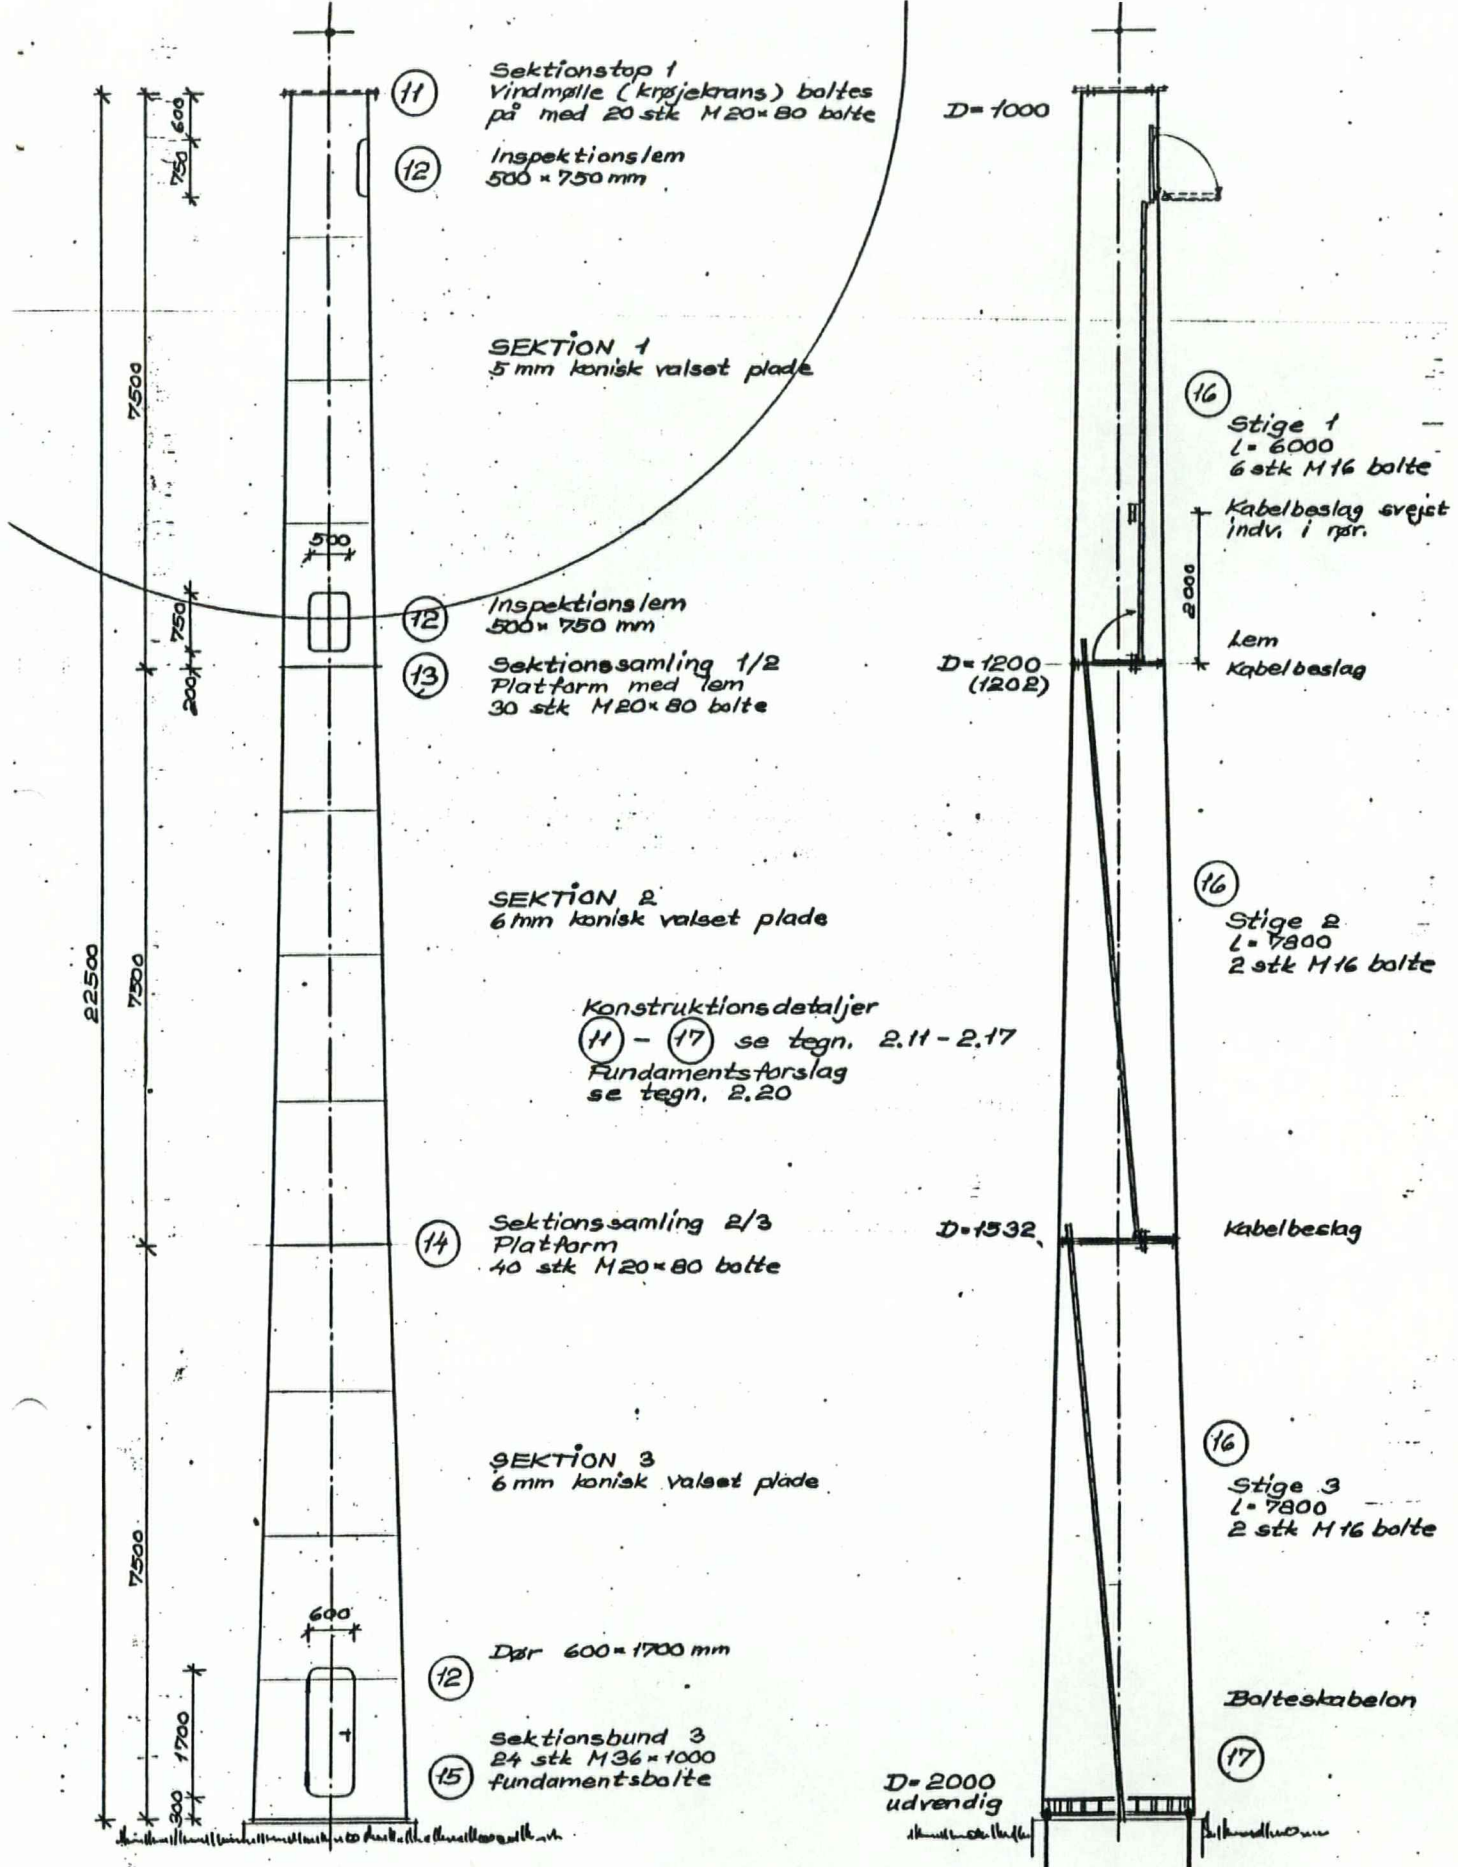 11
Sektionstop 1
Vindmølle (krøjekrans) boltes
på med 20 stk M20×80 bolte
12
Inspektionslem
500 × 750 mm
600
750
SEKTION 1
5 mm konisk valset plade
7500
500
12
Inspektionslem
500 × 750 mm
750
13
Sektionssamling 1/2
Platform med lem
30 stk M20×80 bolte
200
SEKTION 2
6 mm konisk valset plade
22500
7500
Konstruktionsdetaljer
11 - 17 se tegn. 2.11 - 2.17
Fundamentsforslag
se tegn. 2.20
14
Sektionssamling 2/3
Platform
40 stk M20×80 bolte
SEKTION 3
6 mm konisk valset plade
7500
600
12
Dør 600 × 1700 mm
1700
15
Sektionsbund 3
24 stk M36 × 1000
fundamentsbolte
300
D= 1000
16
Stige 1
l= 6000
6 stk M16 bolte
Kabelbeslag svejst
indv. i rør.
2000
Lem
D= 1200
(1202)
Kabelbeslag
16
Stige 2
l= 7800
2 stk M16 bolte
D= 1532
Kabelbeslag
16
Stige 3
l= 7800
2 stk M16 bolte
Bolteskabelon
17
D= 2000
udvendig